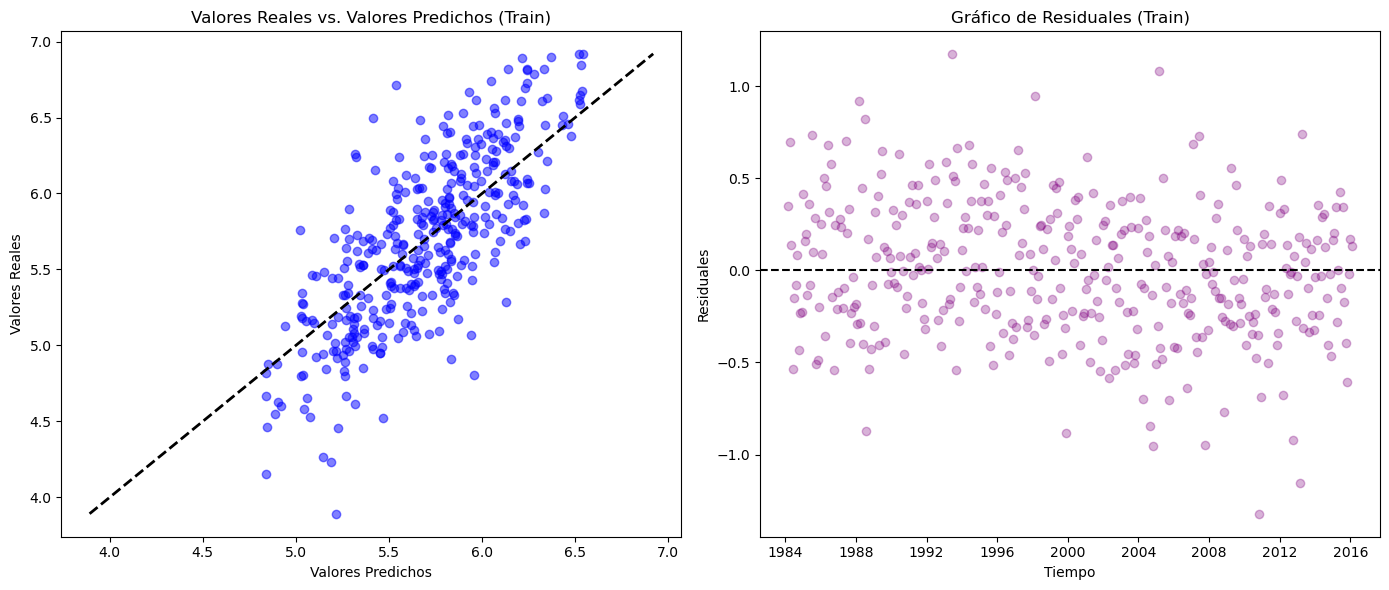 Valores Reales vs. Valores Predichos (Train)
7.0
6.5
6.0
5.5
5.0
4.5
4.0
Valores Reales
4.0 4.5 5.0 5.5 6.0 6.5 7.0
Valores Predichos
Gráfico de Residuales (Train)
1.0
0.5
0.0
−0.5
−1.0
Residuales
1984 1988 1992 1996 2000 2004 2008 2012 2016
Tiempo